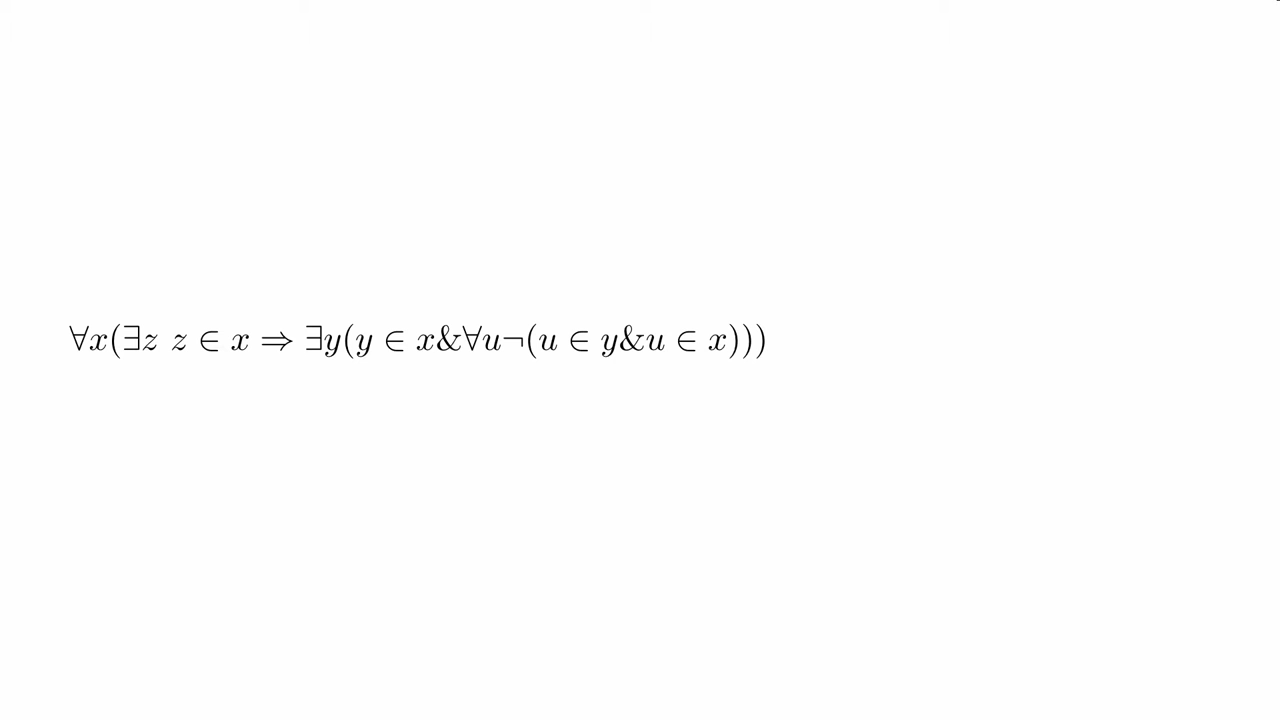 ∀x(∃z z ∈ x ⇒ ∃y(y ∈ x&∀u¬(u ∈ y&u ∈ x)))